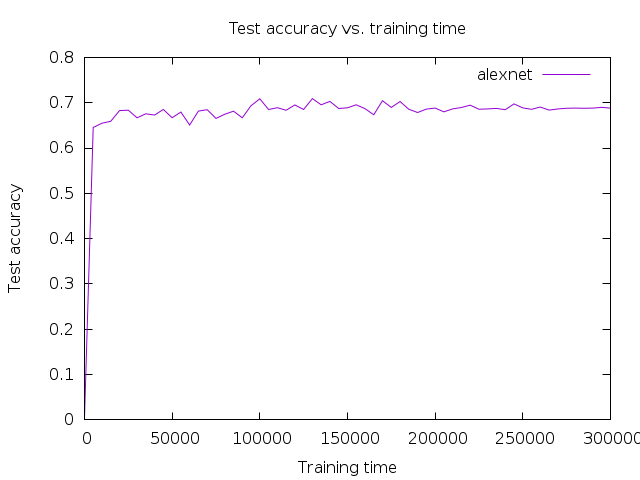 Test accuracy vs. training time
alexnet
0.8
0.7
0.6
0.5
0.4
0.3
0.2
0.1
0
Test accuracy
0 50000 100000 150000 200000 250000 300000
Training time